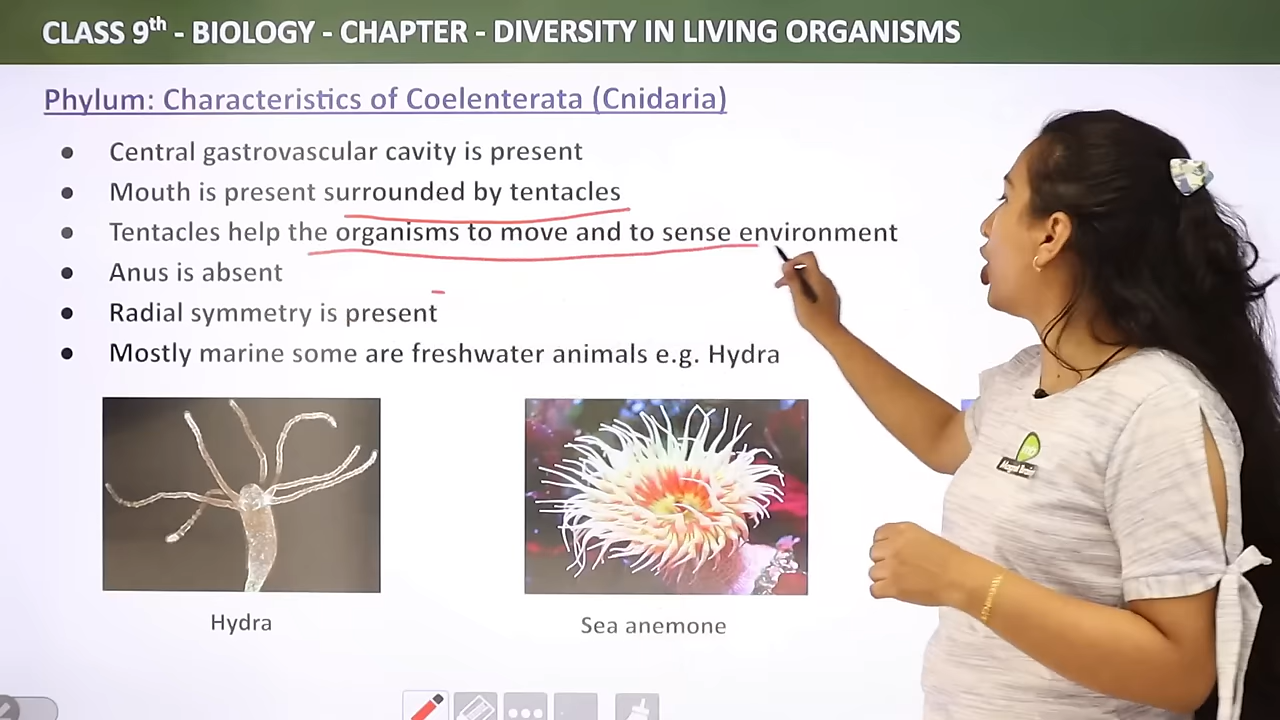 CLASS 9th - BIOLOGY - CHAPTER - DIVERSITY IN LIVING ORGANISMS
Phylum: Characteristics of Coelenterata (Cnidaria)
● Central gastrovascular cavity is present
● Mouth is present surrounded by tentacles
● Tentacles help the organisms to move and to sense environment
● Anus is absent
● Radial symmetry is present
● Mostly marine some are freshwater animals e.g. Hydra
Hydra
Sea anemone
Magnet Brains